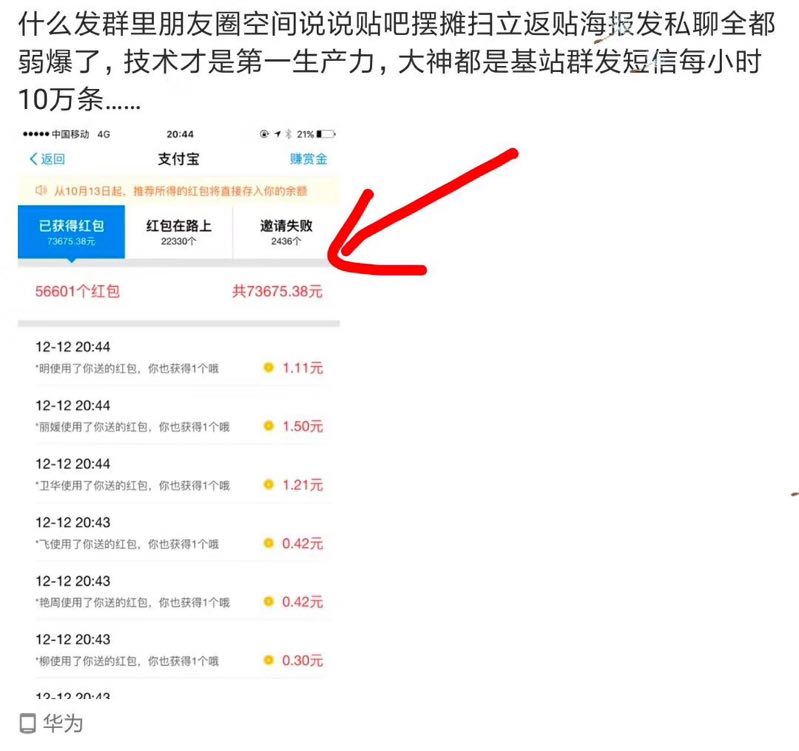 什么发群里朋友圈空间说说贴吧摆摊扫立返贴海报发私聊全都
弱爆了，技术才是第一生产力，大神都是基站群发短信每小时
10万条……
中国移动 4G 20:44 21%
返回 支付宝 赚赏金
从10月13日起，推荐所得的红包将直接存入你的余额
已获得红包 红包在路上 邀请失败
73675.38元 22330个 2436个
56601个红包 共73675.38元
12-12 20:44
*明使用了你送的红包，你也获得1个哦 1.11元
12-12 20:44
*丽媛使用了你送的红包，你也获得1个哦 1.50元
12-12 20:44
*卫华使用了你送的红包，你也获得1个哦 1.21元
12-12 20:43
*飞使用了你送的红包，你也获得1个哦 0.42元
12-12 20:43
*艳周使用了你送的红包，你也获得1个哦 0.42元
12-12 20:43
*柳使用了你送的红包，你也获得1个哦 0.30元
12-12 20:43
华为